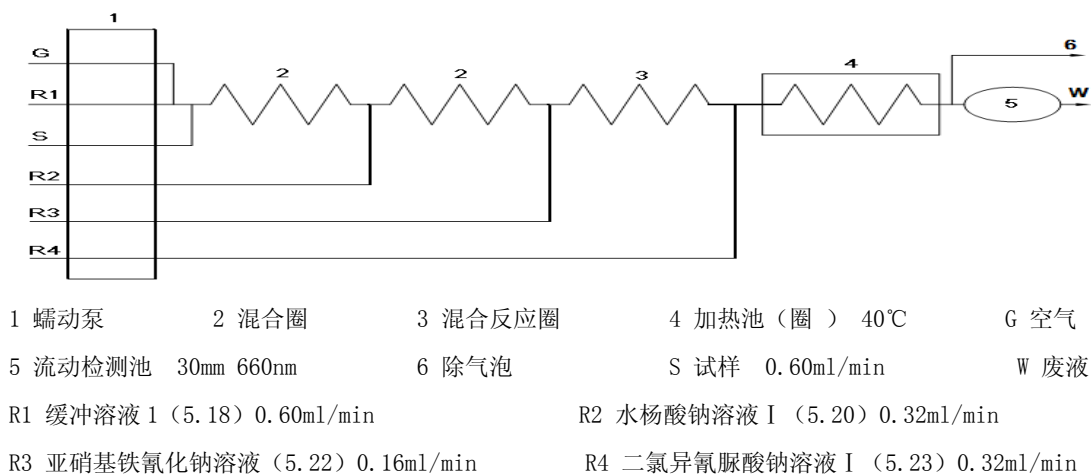 1
G
R1
S
R2
R3
R4
2
2
3
4
5
6
W
1 蠕动泵 2 混合圈 3 混合反应圈 4 加热池（圈 ） 40℃ G 空气
5 流动检测池 30mm 660nm 6 除气泡 S 试样 0.60ml/min W 废液
R1 缓冲溶液 1（5.18）0.60ml/min R2 水杨酸钠溶液Ⅰ（5.20）0.32ml/min
R3 亚硝基铁氰化钠溶液（5.22）0.16ml/min R4 二氯异氰脲酸钠溶液Ⅰ（5.23）0.32ml/min